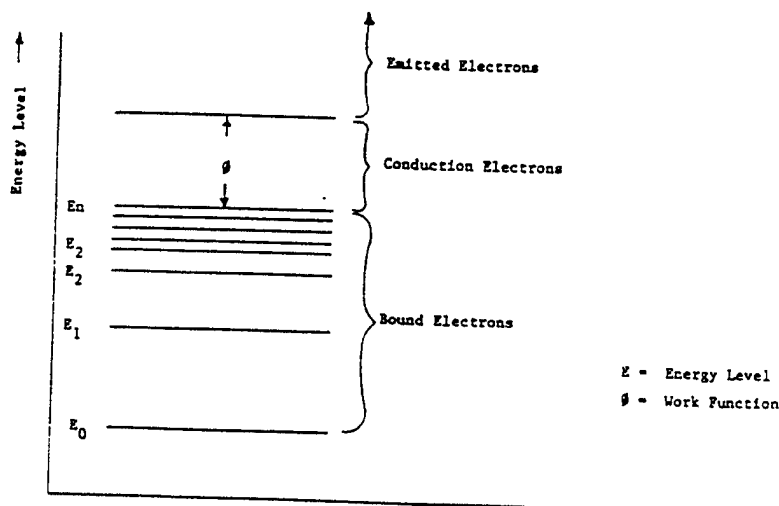 Energy Level
Emitted Electrons
ø
Conduction Electrons
En
E2
E2
E1
Bound Electrons
E0
E = Energy Level
ø = Work Function